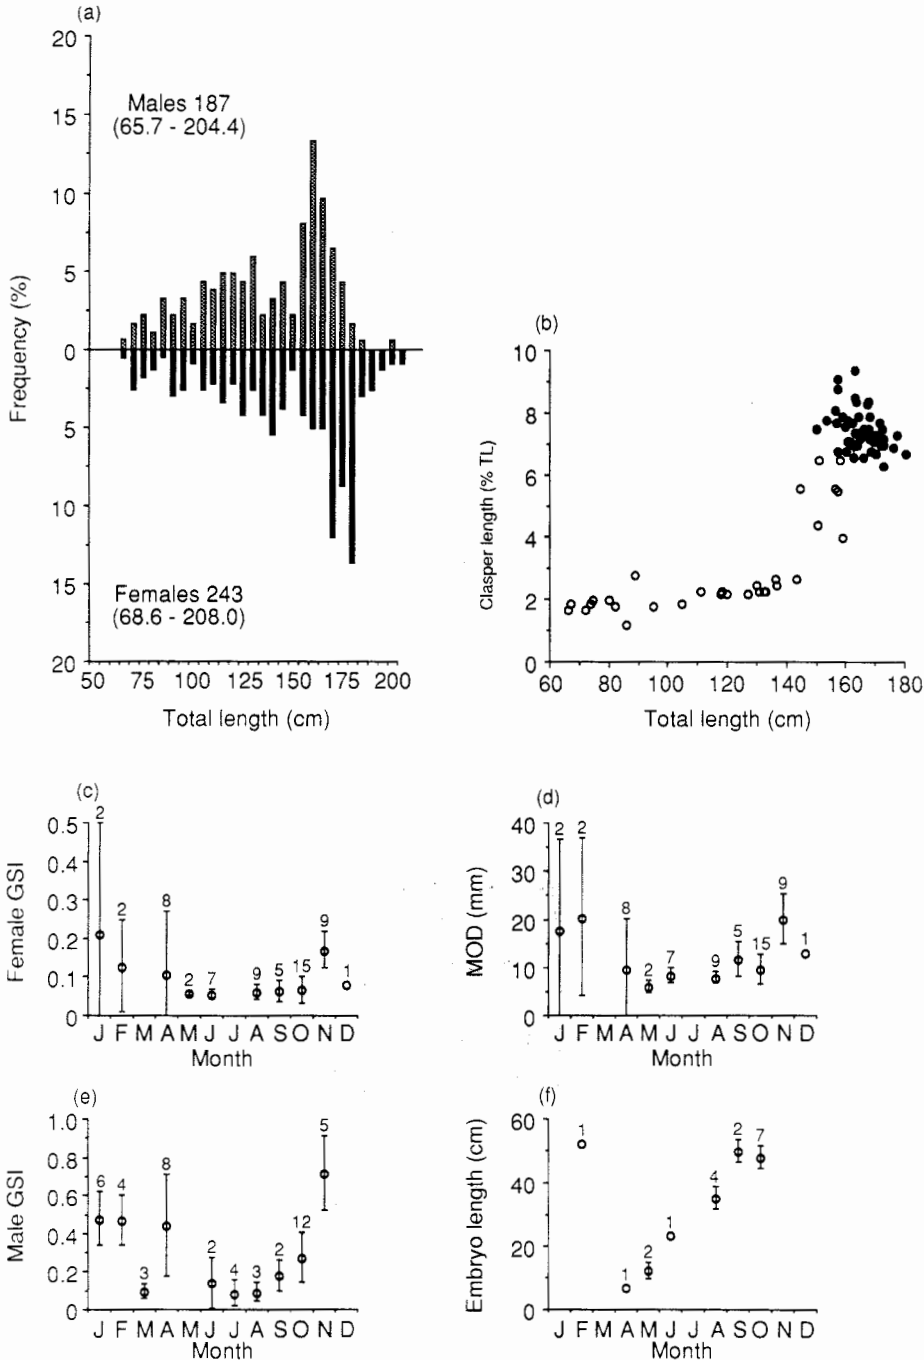 (a)
20
Males 187
(65.7 - 204.4)
15
10
5
0
5
10
15
20
Frequency (%)
Females 243
(68.6 - 208.0)
50 75 100 125 150 175 200
Total length (cm)
(b)
10
8
6
4
2
0
Clasper length (% TL)
60 80 100 120 140 160 180
Total length (cm)
(c)
0.5
0.4
0.3
0.2
0.1
0
Female GSI
2 2 8 2 7 9 5 15 9 1
J F M A M J J A S O N D
Month
(d)
40
30
20
10
0
MOD (mm)
2 2 8 2 7 9 5 15 9 1
J F M A M J J A S O N D
Month
(e)
1.0
0.8
0.6
0.4
0.2
0
Male GSI
6 4 3 8 2 4 3 2 12 5
J F M A M J J A S O N D
Month
(f)
60
40
20
0
Embryo length (cm)
1 1 2 1 4 2 7
J F M A M J J A S O N D
Month